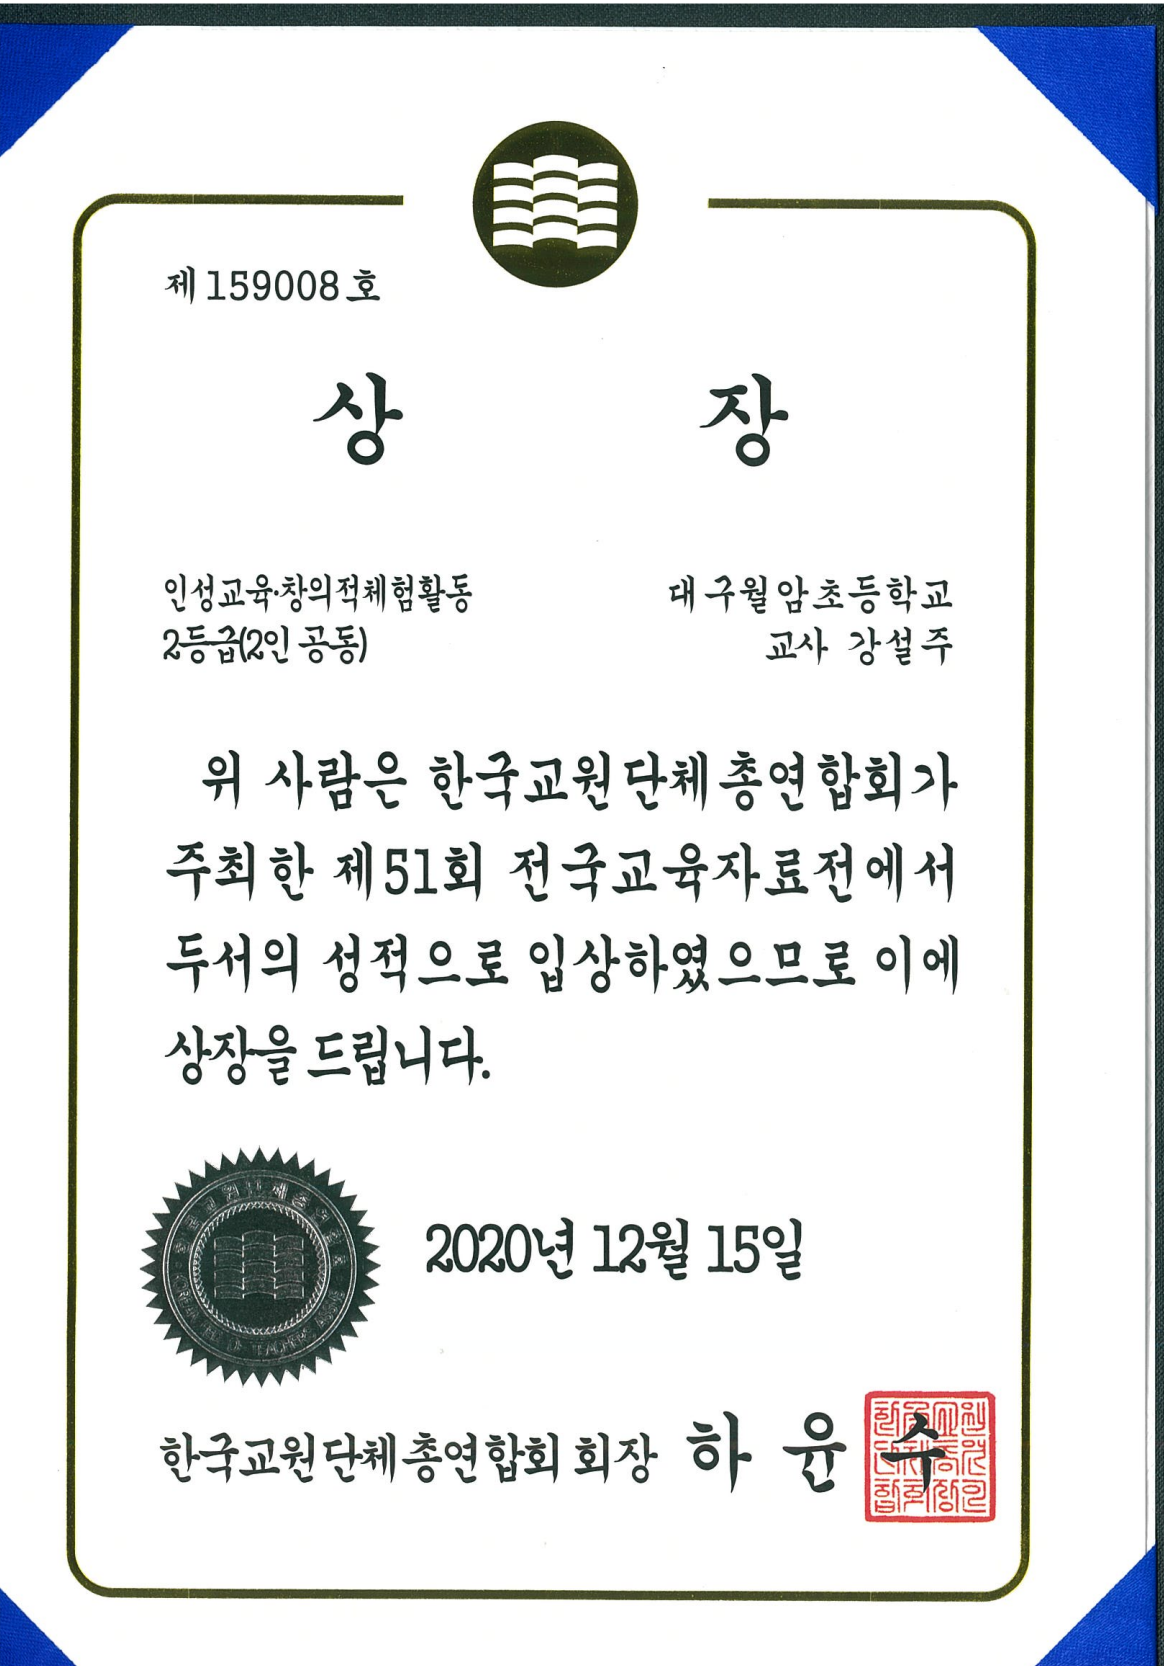 제 159008 호
상 장
인성교육·창의적체험활동
2등급(2인 공동)
대구월암초등학교
교사 강설주
위 사람은 한국교원단체총연합회가
주최한 제51회 전국교육자료전에서
두서의 성적으로 입상하였으므로 이에
상장을 드립니다.
2020년 12월 15일
한국교원단체총연합회 회장 하 윤 수